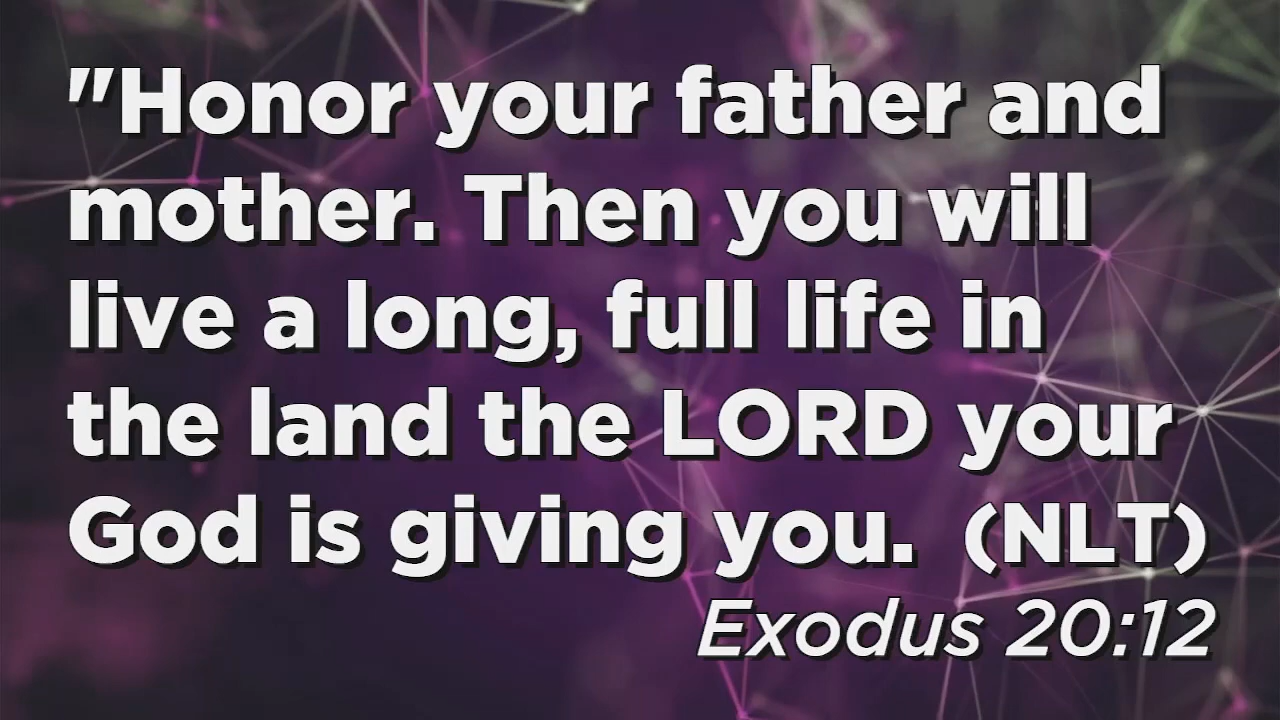 "Honor your father and
mother. Then you will
live a long, full life in
the land the LORD your
God is giving you. (NLT)
Exodus 20:12